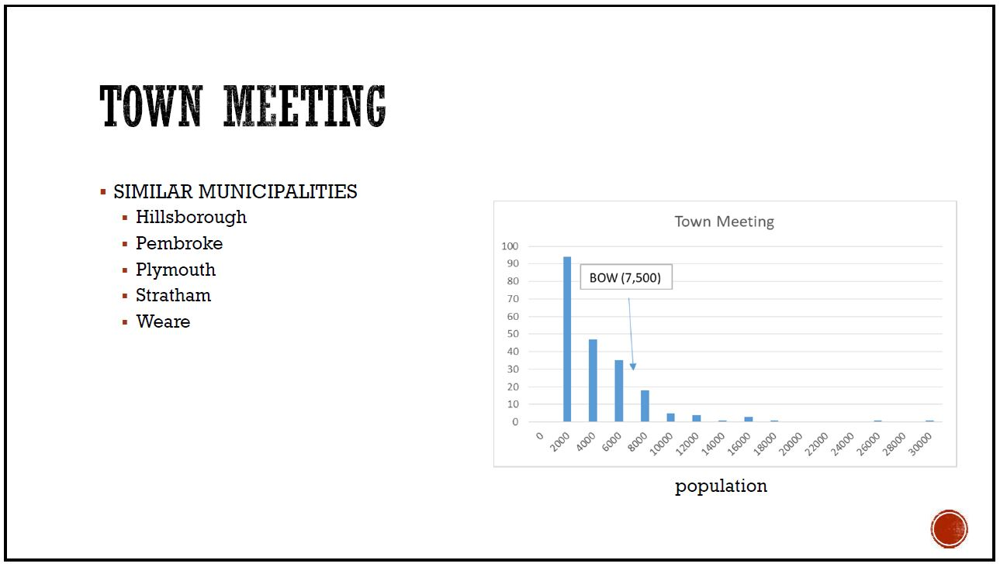 TOWN MEETING
SIMILAR MUNICIPALITIES
Hillsborough
Pembroke
Plymouth
Stratham
Weare
Town Meeting
100
90
80
70
60
50
40
30
20
10
0
BOW (7,500)
0 2000 4000 6000 8000 10000 12000 14000 16000 18000 20000 22000 24000 26000 28000 30000
population